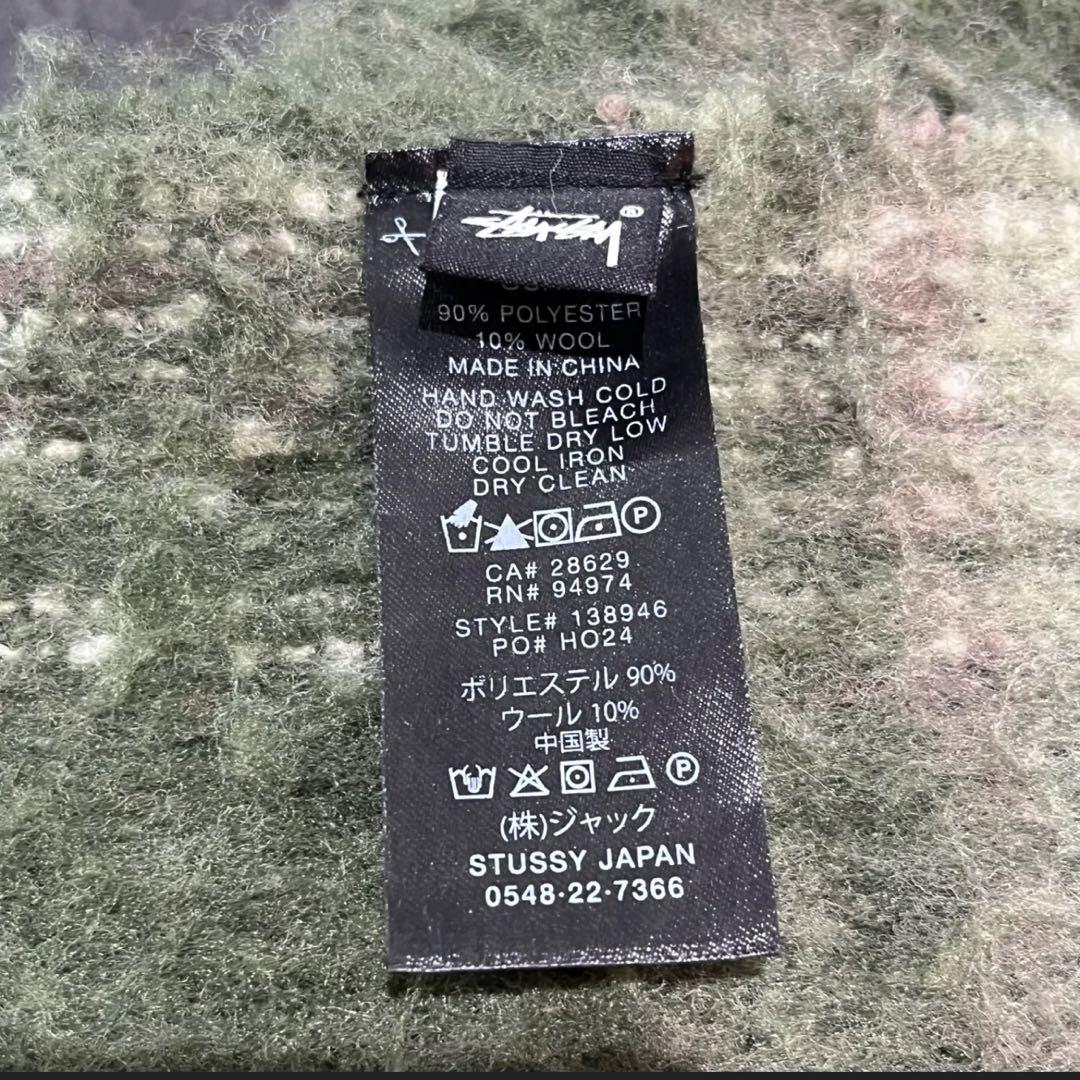 Stüssy®
90% POLYESTER
10% WOOL
MADE IN CHINA
HAND WASH COLD
DO NOT BLEACH
TUMBLE DRY LOW
COOL IRON
DRY CLEAN
P
CA# 28629
RN# 94974
STYLE# 138946
PO# HO24
ポリエステル 90%
ウール 10%
中国製
P
(株)ジャック
STUSSY JAPAN
0548·22·7366